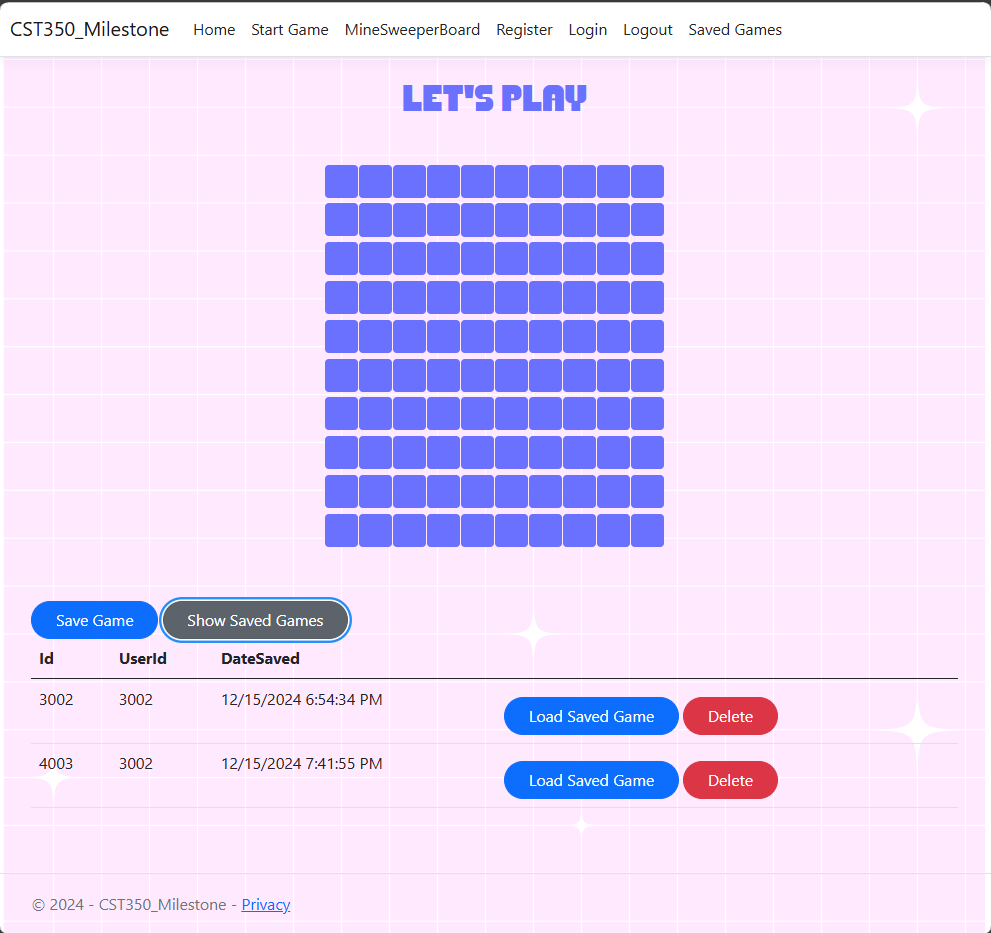 CST350_Milestone Home Start Game MineSweeperBoard Register Login Logout Saved Games
LET'S PLAY
Save Game Show Saved Games
Id UserId DateSaved
3002 3002 12/15/2024 6:54:34 PM Load Saved Game Delete
4003 3002 12/15/2024 7:41:55 PM Load Saved Game Delete
© 2024 - CST350_Milestone - Privacy